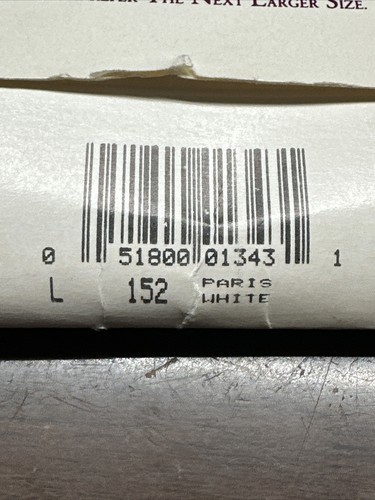 THE NEXT LARGER SIZE.
0 51800 01343 1
L 152 PARIS
WHITE